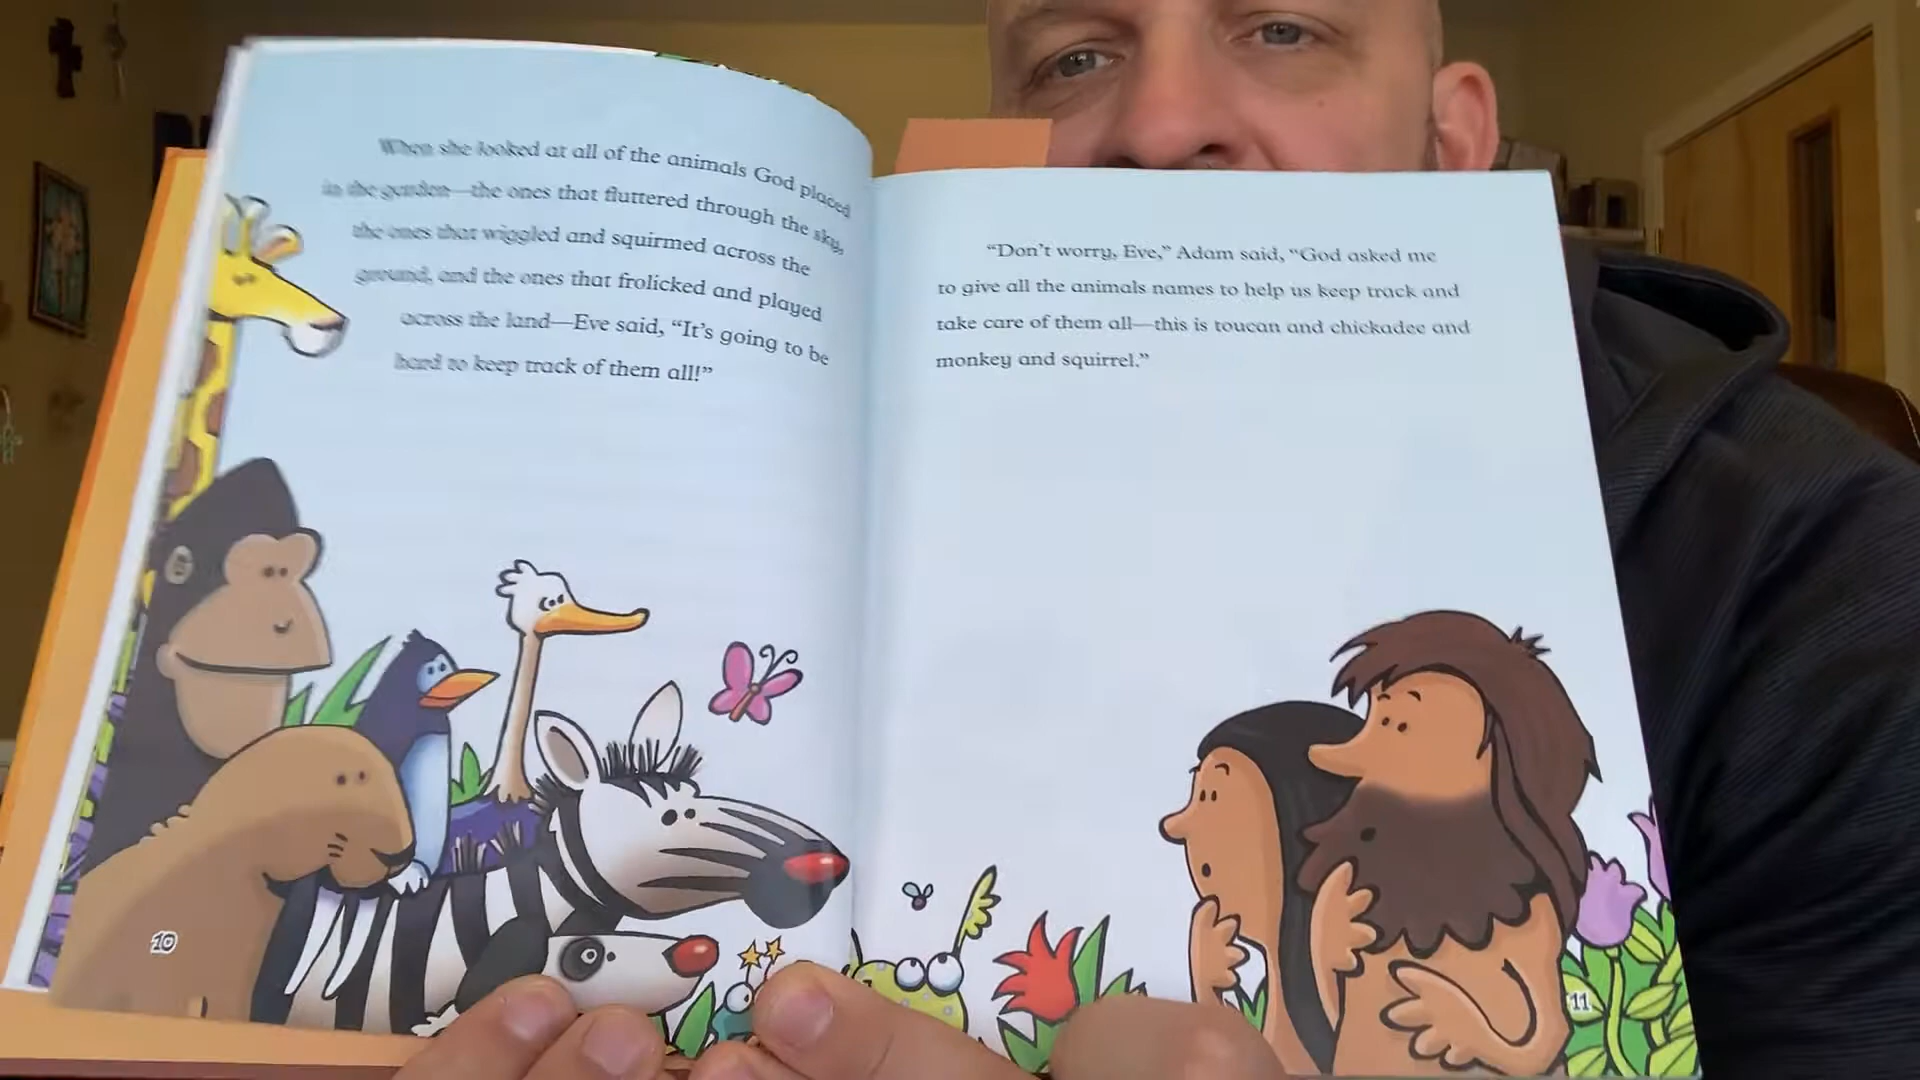 When she looked at all of the animals God placed
in the garden—the ones that fluttered through the sky,
the ones that wiggled and squirmed across the
ground, and the ones that frolicked and played
across the land—Eve said, “It’s going to be
hard to keep track of them all!”
10
“Don’t worry, Eve,” Adam said, “God asked me
to give all the animals names to help us keep track and
take care of them all—this is toucan and chickadee and
monkey and squirrel.”
11